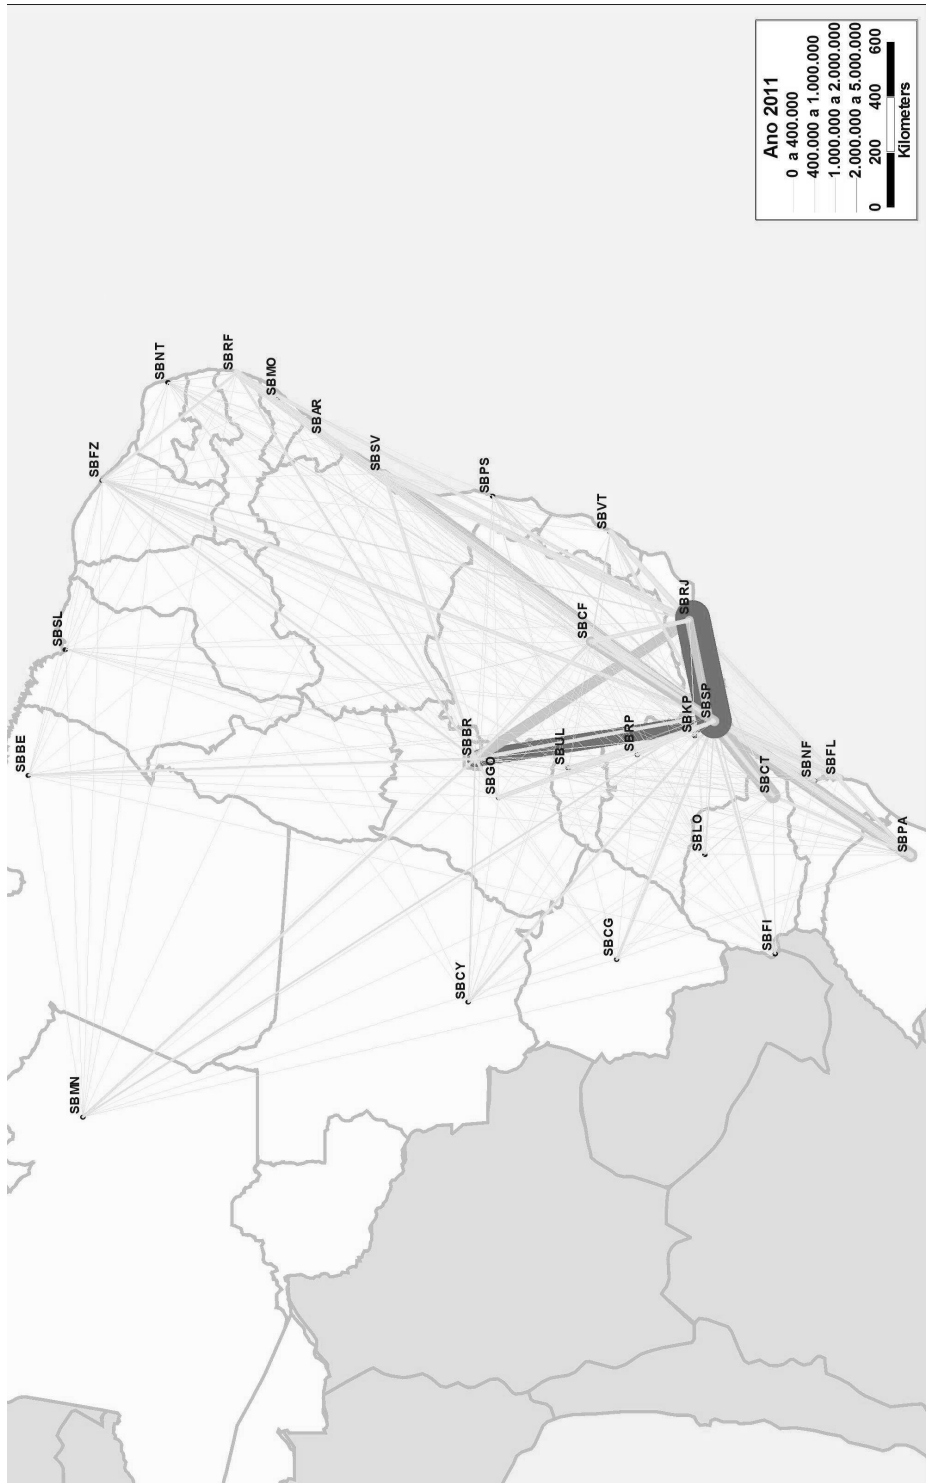 SBBE
SBSL
SBFZ
SBNT
SBRF
SBMO
SBAR
SBSV
SBPS
SBVT
SBRJ
SBCF
SBMN
SBCY
SBBR
SBGO
SBUL
SBRP
SBKP
SBSP
SBCG
SBLO
SBCT
SBFI
SBNF
SBFL
SBPA
Ano 2011
0 a 400.000
400.000 a 1.000.000
1.000.000 a 2.000.000
2.000.000 a 5.000.000
0 200 400 600
Kilometers